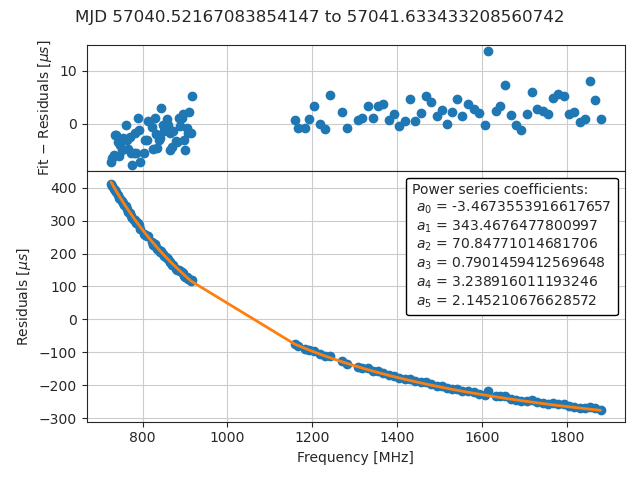 MJD 57040.52167083854147 to 57041.633433208560742
Fit − Residuals [μs]
10
0
Residuals [μs]
400
300
200
100
0
−100
−200
−300
Power series coefficients:
a0 = -3.4673553916617657
a1 = 343.4676477800997
a2 = 70.84771014681706
a3 = 0.7901459412569648
a4 = 3.238916011193246
a5 = 2.145210676628572
800 1000 1200 1400 1600 1800
Frequency [MHz]